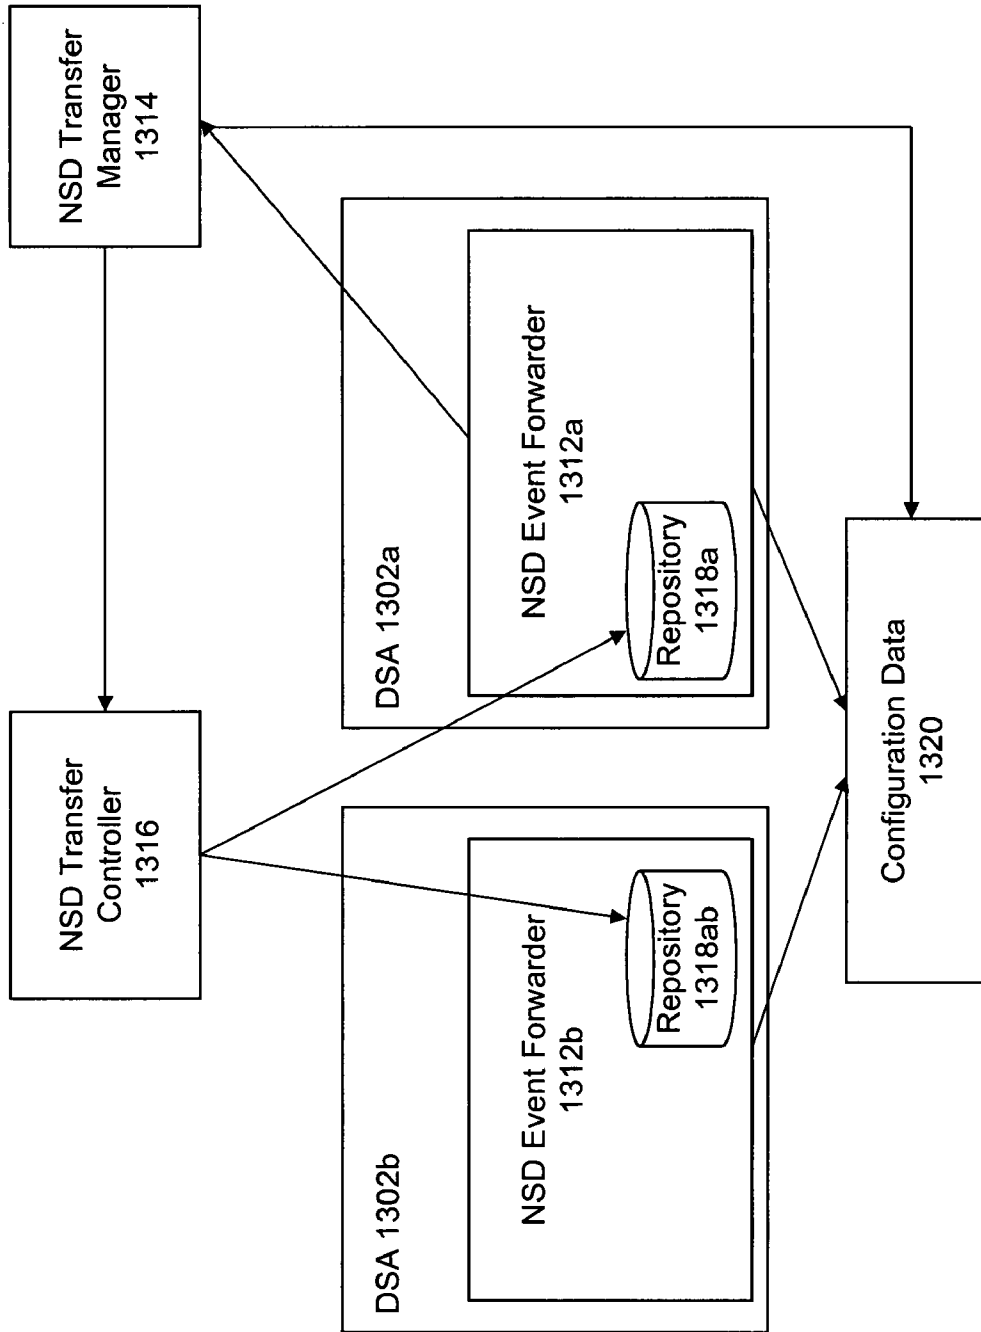 NSD Transfer
Controller
1316
NSD Transfer
Manager
1314
DSA 1302b
NSD Event Forwarder
1312b
Repository
1318ab
DSA 1302a
NSD Event Forwarder
1312a
Repository
1318a
Configuration Data
1320